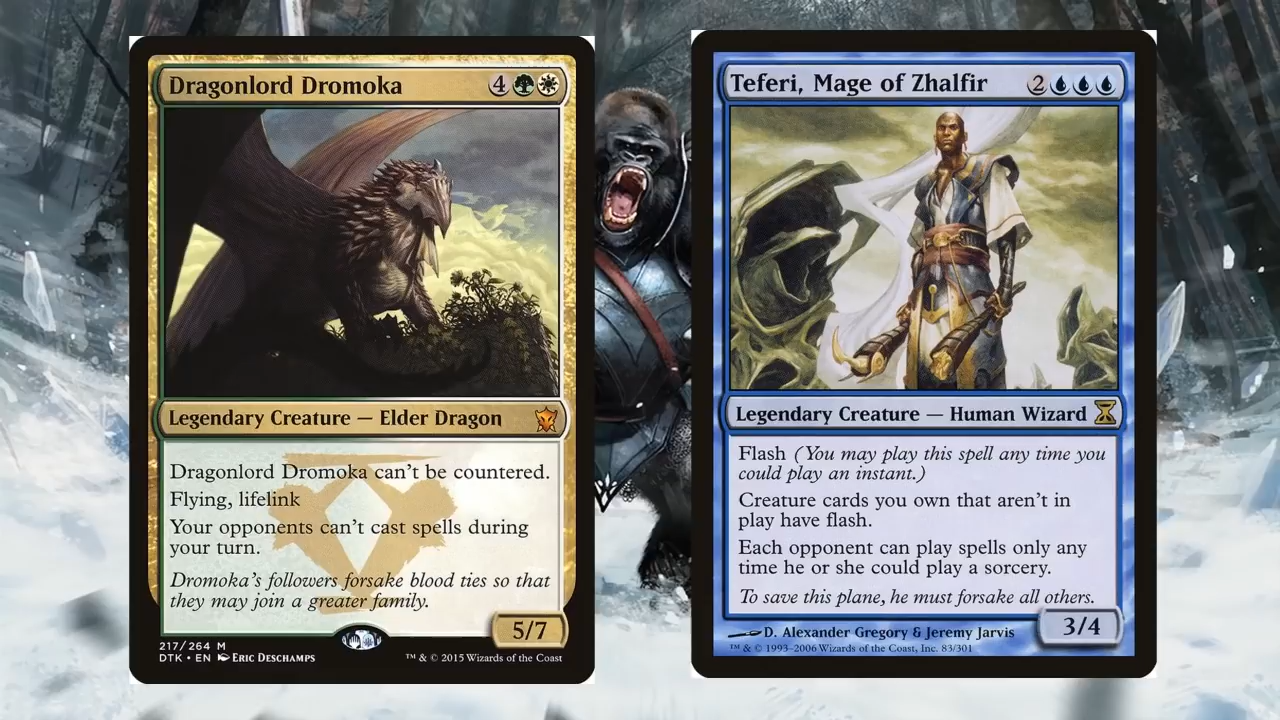 Dragonlord Dromoka 4
Legendary Creature — Elder Dragon
Dragonlord Dromoka can't be countered.
Flying, lifelink
Your opponents can't cast spells during
your turn.
Dromoka's followers forsake blood ties so that
they may join a greater family.
5/7
217/264 M
DTK • EN Eric Deschamps
™ & © 2015 Wizards of the Coast
Teferi, Mage of Zhalfir 2
Legendary Creature — Human Wizard
Flash (You may play this spell any time you
could play an instant.)
Creature cards you own that aren't in
play have flash.
Each opponent can play spells only any
time he or she could play a sorcery.
To save this plane, he must forsake all others.
3/4
D. Alexander Gregory & Jeremy Jarvis
™ & © 1993–2006 Wizards of the Coast, Inc. 83/301